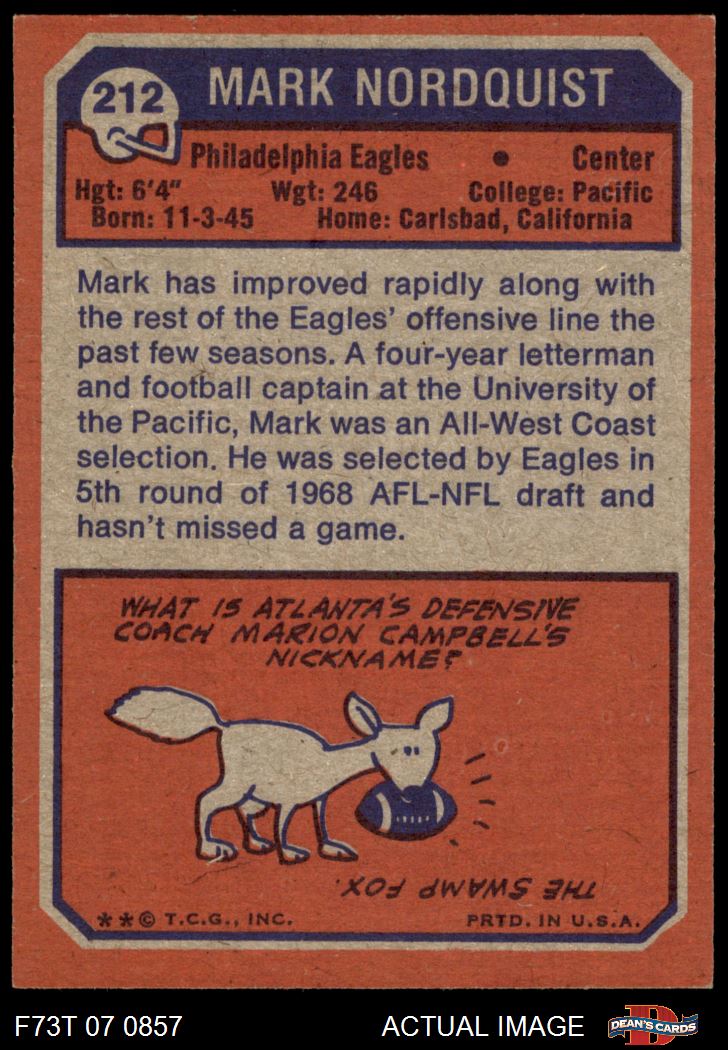 212
MARK NORDQUIST
Philadelphia Eagles • Center
Hgt: 6'4" Wgt: 246 College: Pacific
Born: 11-3-45 Home: Carlsbad, California
Mark has improved rapidly along with
the rest of the Eagles' offensive line the
past few seasons. A four-year letterman
and football captain at the University of
the Pacific, Mark was an All-West Coast
selection. He was selected by Eagles in
5th round of 1968 AFL-NFL draft and
hasn't missed a game.
WHAT IS ATLANTA'S DEFENSIVE
COACH MARION CAMPBELL'S
NICKNAME?
THE SWAMP FOX.
**© T.C.G., INC. PRTD. IN U.S.A.
F73T 07 0857 ACTUAL IMAGE
DEAN'S CARDS